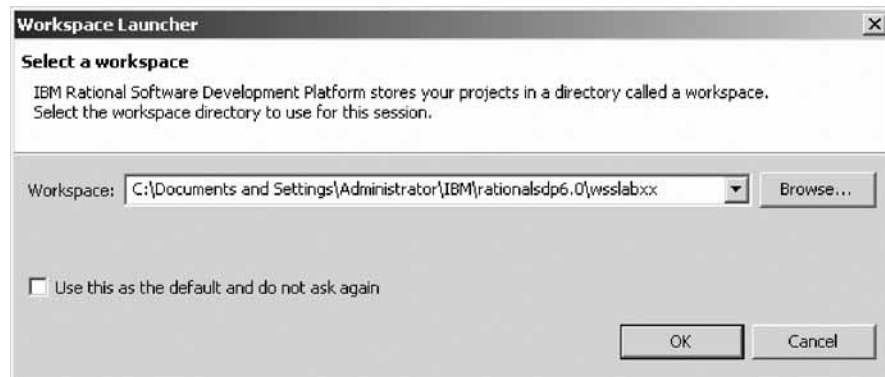 Workspace Launcher
Select a workspace
IBM Rational Software Development Platform stores your projects in a directory called a workspace.
Select the workspace directory to use for this session.
Workspace: C:\Documents and Settings\Administrator\IBM\rationalsdp6.0\wsslabxx Browse...
Use this as the default and do not ask again
OK Cancel